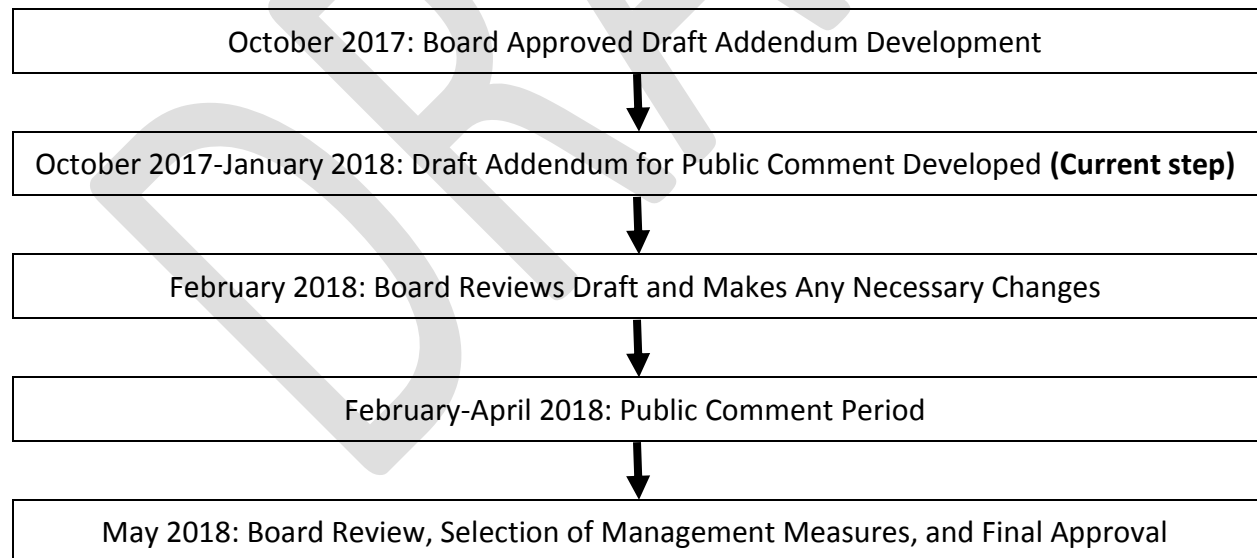 October 2017: Board Approved Draft Addendum Development
October 2017-January 2018: Draft Addendum for Public Comment Developed (Current step)
February 2018: Board Reviews Draft and Makes Any Necessary Changes
February-April 2018: Public Comment Period
May 2018: Board Review, Selection of Management Measures, and Final Approval